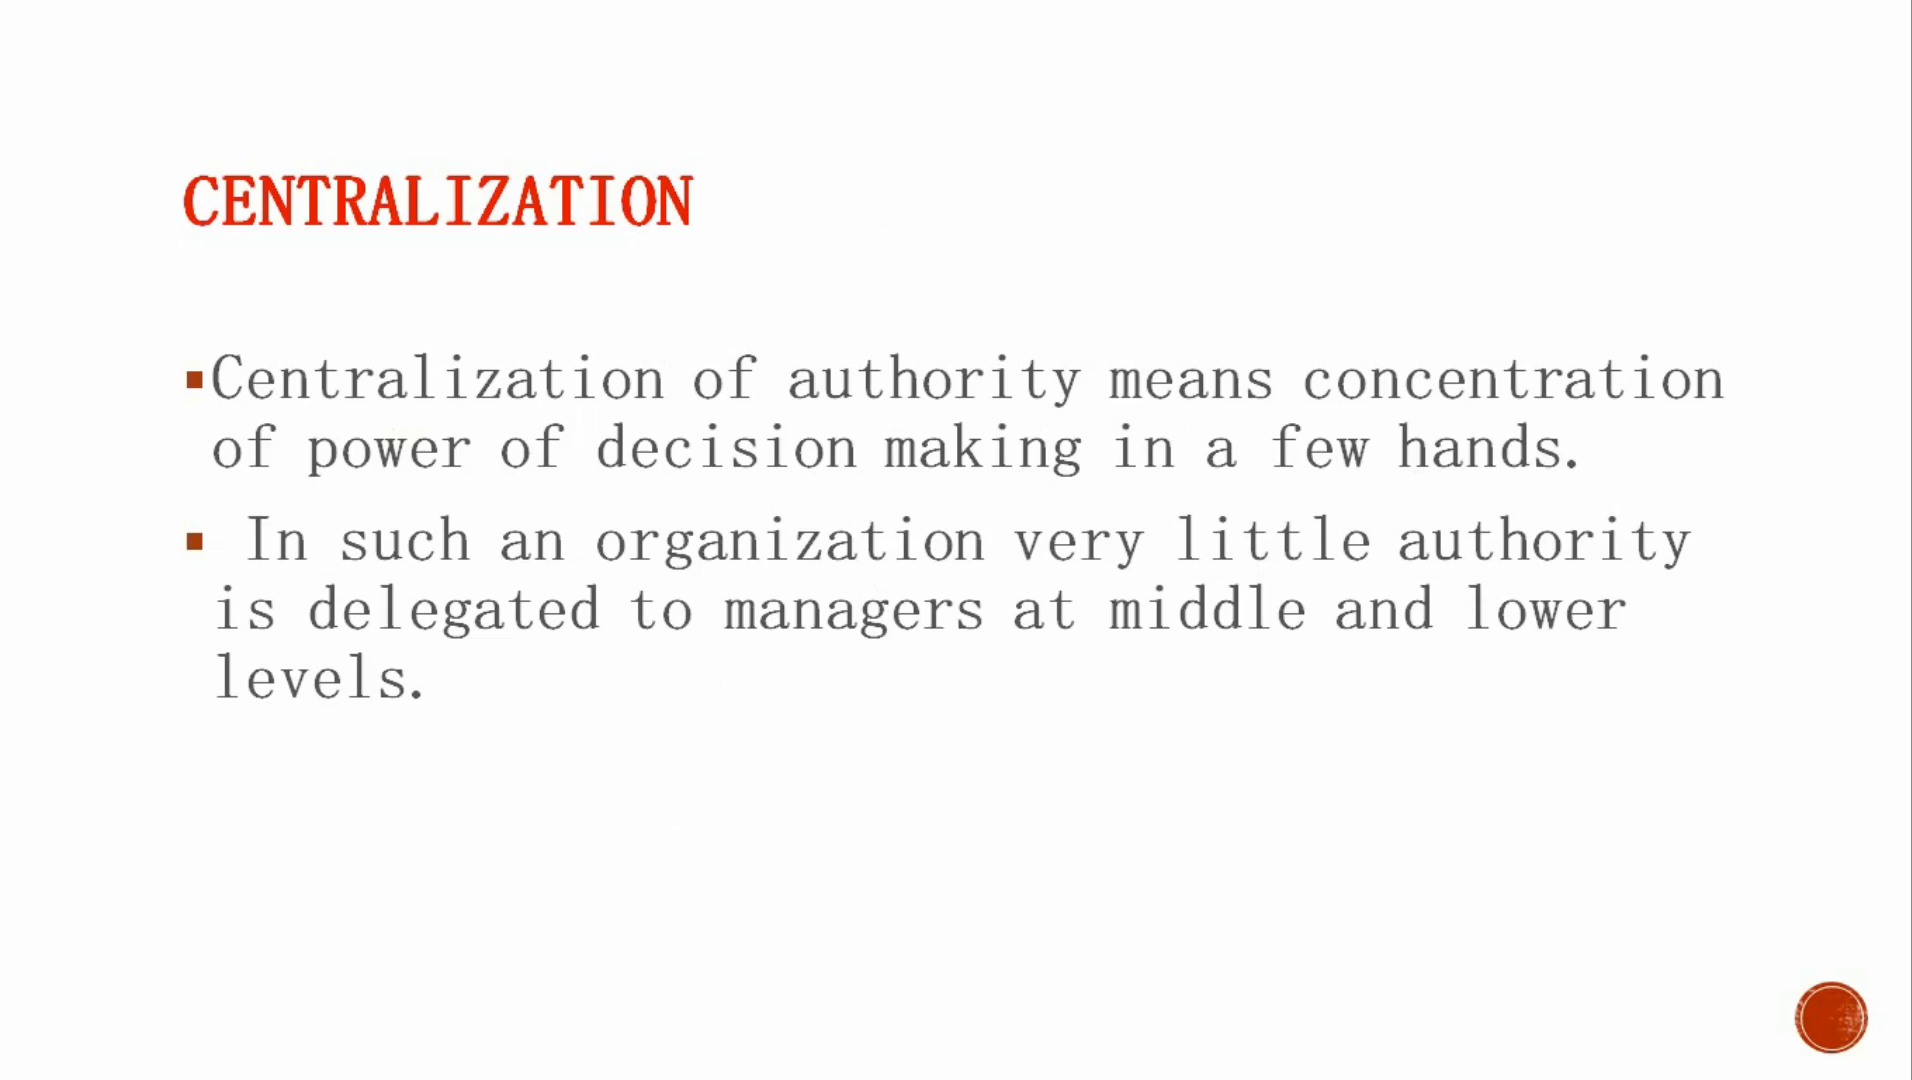 CENTRALIZATION
▪Centralization of authority means concentration
of power of decision making in a few hands.
▪ In such an organization very little authority
is delegated to managers at middle and lower
levels.